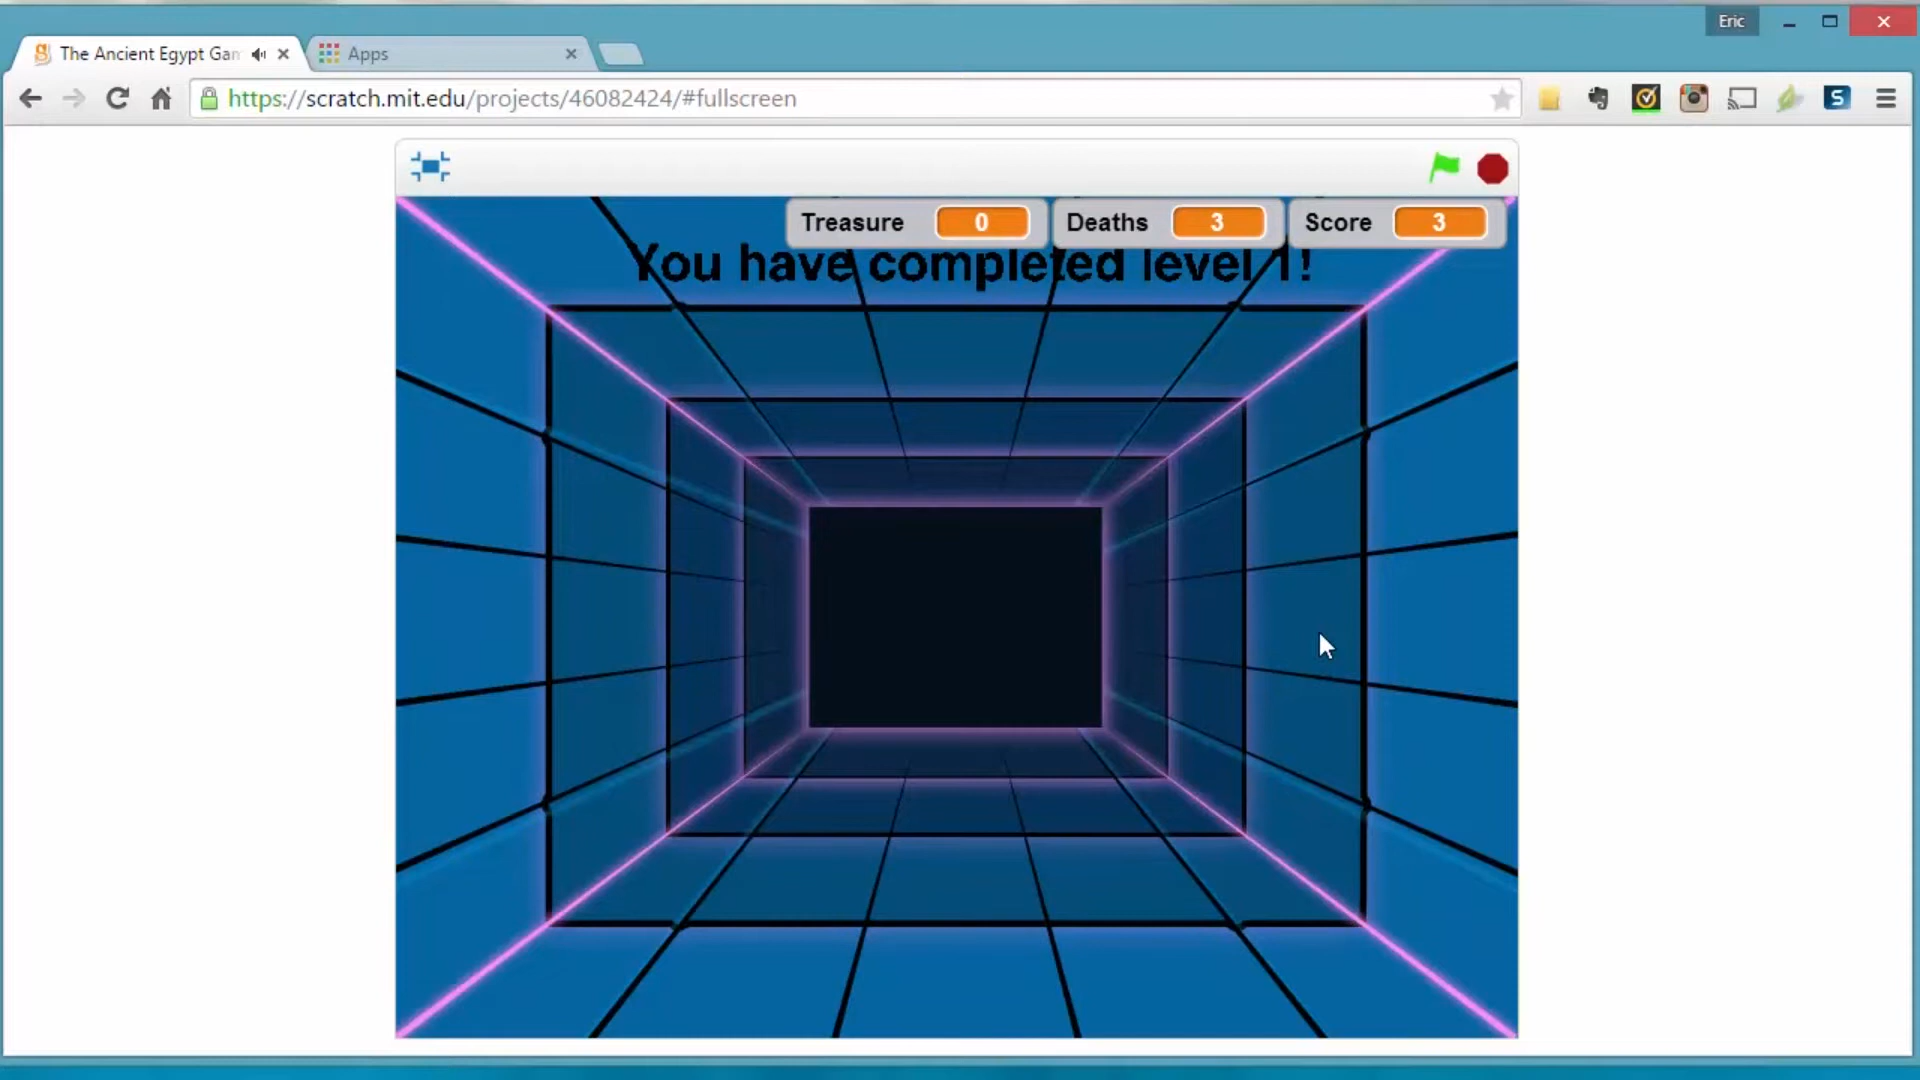 Eric
The Ancient Egypt Gam
Apps
https://scratch.mit.edu/projects/46082424/#fullscreen
Treasure 0 Deaths 3 Score 3
You have completed level 1!